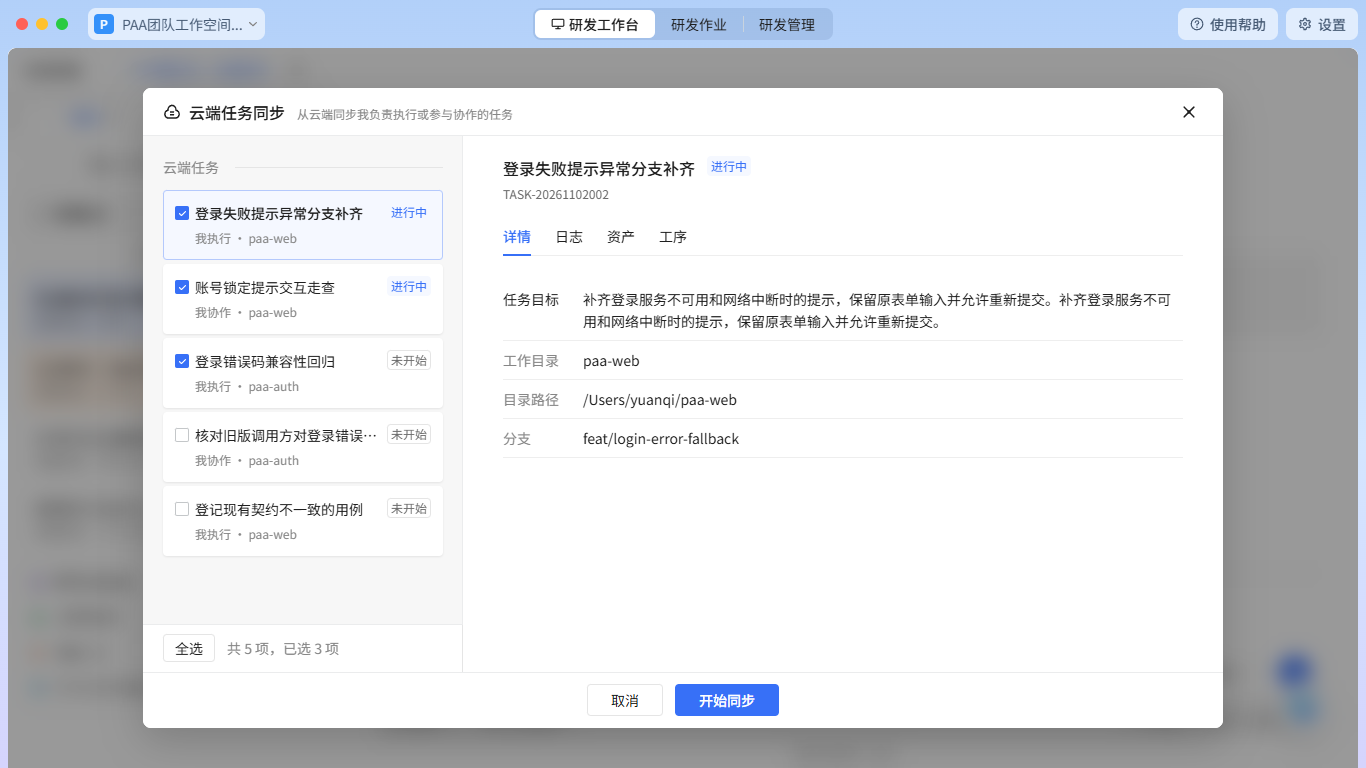 P PAA团队工作空间...
研发工作台 研发作业 研发管理
使用帮助 设置
云端任务同步 从云端同步我负责执行或参与协作的任务
云端任务
登录失败提示异常分支补齐 进行中
我执行 • paa-web
账号锁定提示交互走查 进行中
我协作 • paa-web
登录错误码兼容性回归 未开始
我执行 • paa-auth
核对旧版调用方对登录错误… 未开始
我协作 • paa-auth
登记现有契约不一致的用例 未开始
我执行 • paa-web
全选 共 5 项，已选 3 项
登录失败提示异常分支补齐 进行中
TASK-20261102002
详情 日志 资产 工序
任务目标 补齐登录服务不可用和网络中断时的提示，保留原表单输入并允许重新提交。补齐登录服务不可
用和网络中断时的提示，保留原表单输入并允许重新提交。
工作目录 paa-web
目录路径 /Users/yuanqi/paa-web
分支 feat/login-error-fallback
取消 开始同步